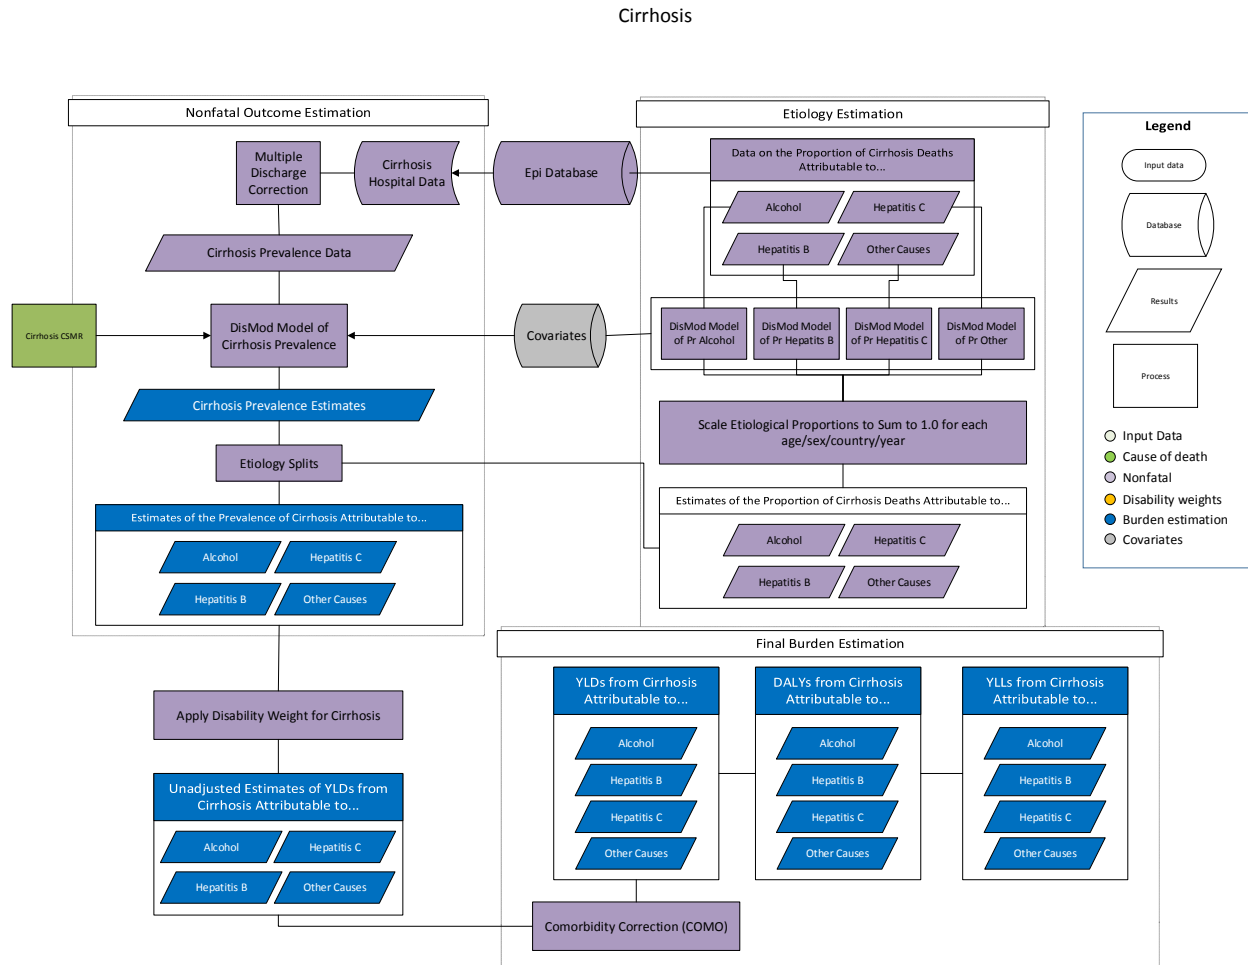 Cirrhosis
Nonfatal Outcome Estimation
Multiple
Discharge
Correction
Cirrhosis
Hospital Data
Epi Database
Cirrhosis Prevalence Data
Cirrhosis CSMR
DisMod Model of
Cirrhosis Prevalence
Covariates
Cirrhosis Prevalence Estimates
Etiology Splits
Estimates of the Prevalence of Cirrhosis Attributable to...
Alcohol
Hepatitis C
Hepatitis B
Other Causes
Etiology Estimation
Data on the Proportion of Cirrhosis Deaths
Attributable to...
Alcohol
Hepatitis C
Hepatitis B
Other Causes
DisMod Model
of Pr Alcohol
DisMod Model
of Pr Hepatits B
DisMod Model
of Pr Hepatitis C
DisMod Model
of Pr Other
Scale Etiological Proportions to Sum to 1.0 for each
age/sex/country/year
Estimates of the Proportion of Cirrhosis Deaths Attributable to...
Alcohol
Hepatitis C
Hepatitis B
Other Causes
Legend
Input data
Database
Results
Process
Input Data
Cause of death
Nonfatal
Disability weights
Burden estimation
Covariates
Apply Disability Weight for Cirrhosis
Unadjusted Estimates of YLDs from
Cirrhosis Attributable to...
Alcohol
Hepatitis C
Hepatitis B
Other Causes
Final Burden Estimation
YLDs from Cirrhosis
Attributable to...
Alcohol
Hepatitis B
Hepatitis C
Other Causes
DALYs from Cirrhosis
Attributable to...
Alcohol
Hepatitis B
Hepatitis C
Other Causes
YLLs from Cirrhosis
Attributable to...
Alcohol
Hepatitis B
Hepatitis C
Other Causes
Comorbidity Correction (COMO)